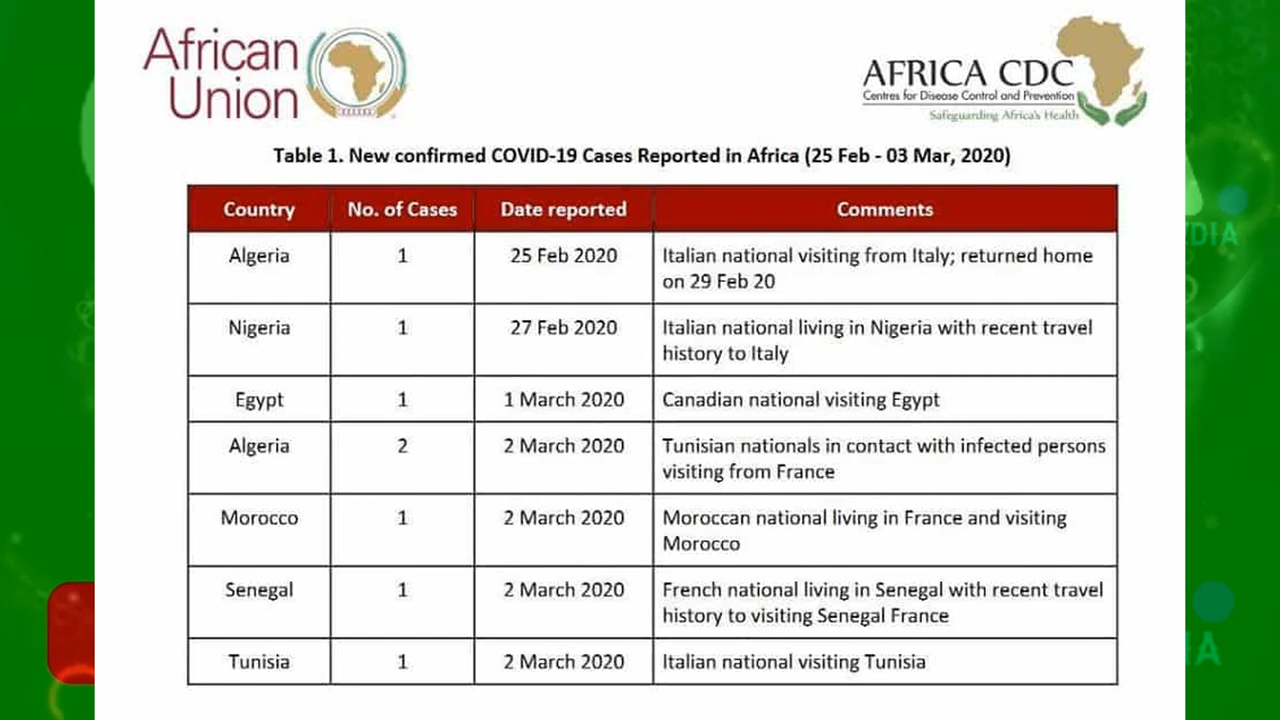 African
Union
AFRICA CDC
Centres for Disease Control and Prevention
Safeguarding Africa's Health
Table 1. New confirmed COVID-19 Cases Reported in Africa (25 Feb - 03 Mar, 2020)
Country No. of Cases Date reported Comments
Algeria 1 25 Feb 2020 Italian national visiting from Italy; returned home
on 29 Feb 20
Nigeria 1 27 Feb 2020 Italian national living in Nigeria with recent travel
history to Italy
Egypt 1 1 March 2020 Canadian national visiting Egypt
Algeria 2 2 March 2020 Tunisian nationals in contact with infected persons
visiting from France
Morocco 1 2 March 2020 Moroccan national living in France and visiting
Morocco
Senegal 1 2 March 2020 French national living in Senegal with recent travel
history to visiting Senegal France
Tunisia 1 2 March 2020 Italian national visiting Tunisia